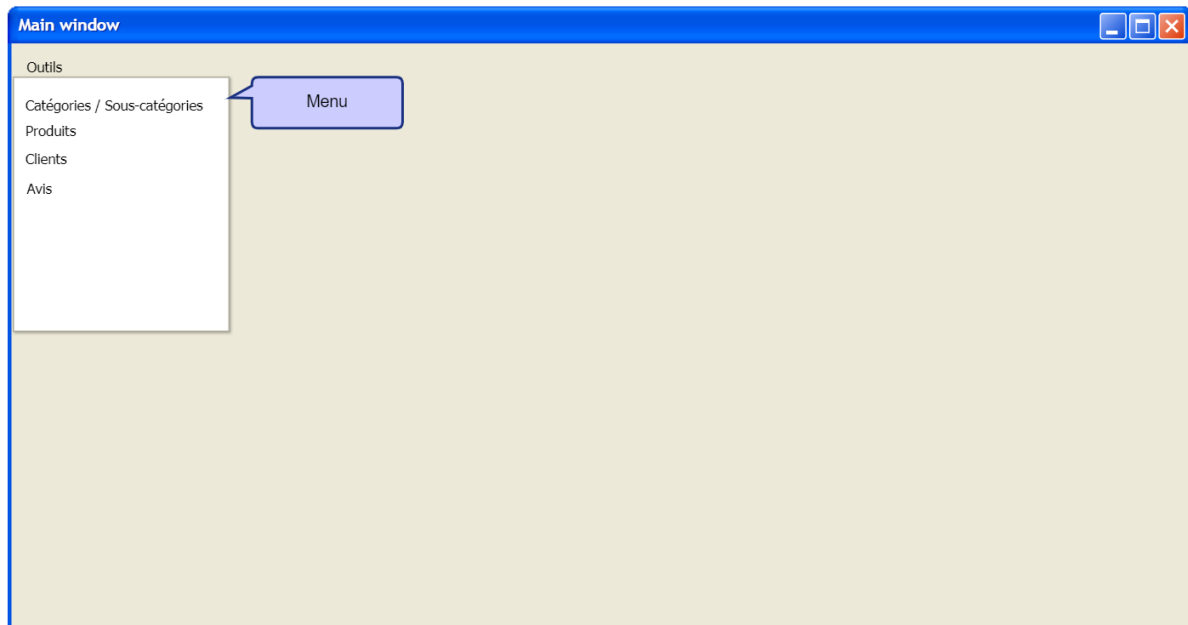 Main window
Outils
Catégories / Sous-catégories
Menu
Produits
Clients
Avis